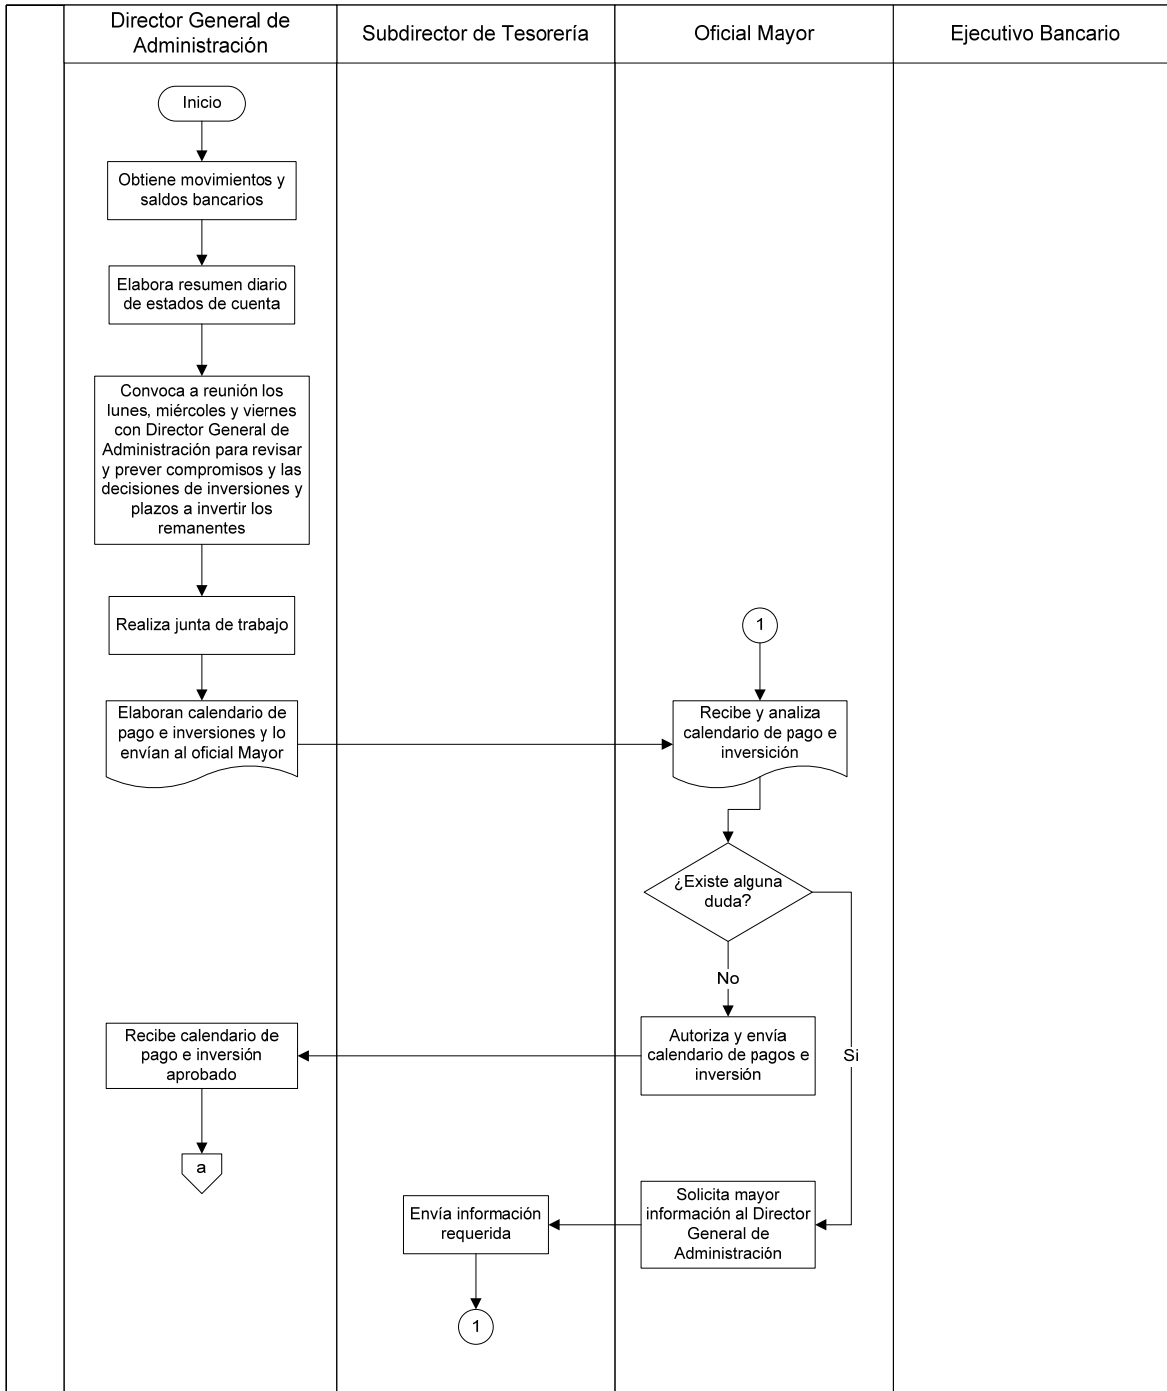 Director General de
Administración
Subdirector de Tesorería
Oficial Mayor
Ejecutivo Bancario
Inicio
Obtiene movimientos y
saldos bancarios
Elabora resumen diario
de estados de cuenta
Convoca a reunión los
lunes, miércoles y viernes
con Director General de
Administración para revisar
y prever compromisos y las
decisiones de inversiones y
plazos a invertir los
remanentes
Realiza junta de trabajo
1
Elaboran calendario de
pago e inversiones y lo
envían al oficial Mayor
Recibe y analiza
calendario de pago e
inversición
¿Existe alguna
duda?
No
Si
Autoriza y envía
calendario de pagos e
inversión
Recibe calendario de
pago e inversión
aprobado
a
Solicita mayor
información al Director
General de
Administración
Envía información
requerida
1